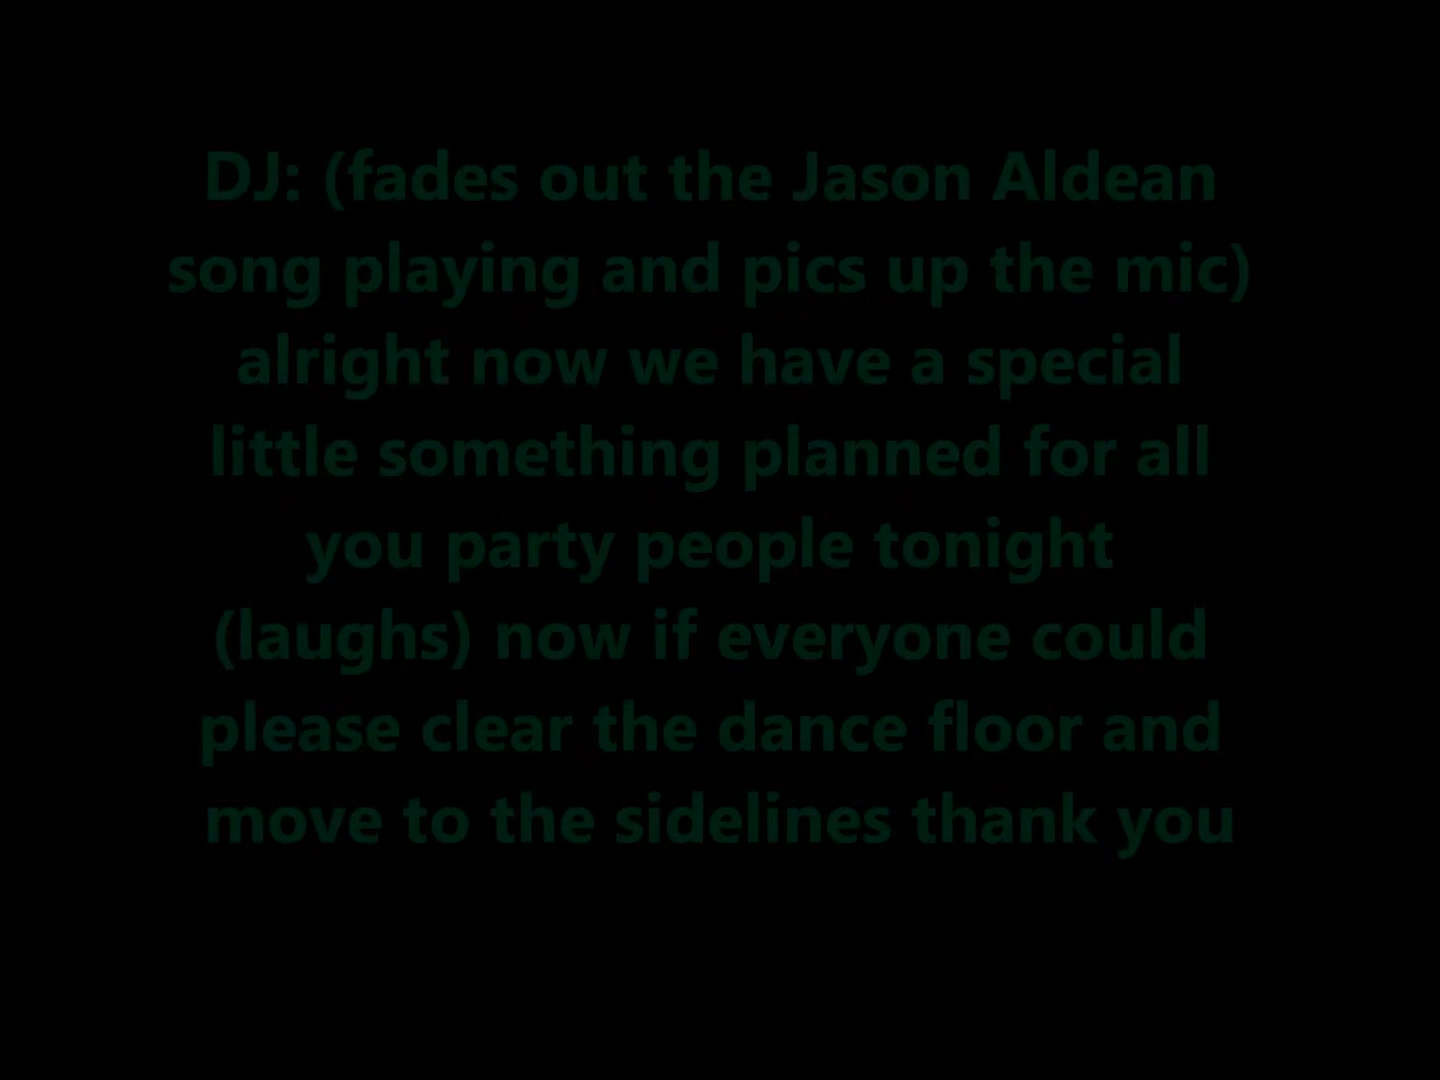 DJ: (fades out the Jason Aldean
song playing and pics up the mic)
alright now we have a special
little something planned for all
you party people tonight
(laughs) now if everyone could
please clear the dance floor and
move to the sidelines thank you